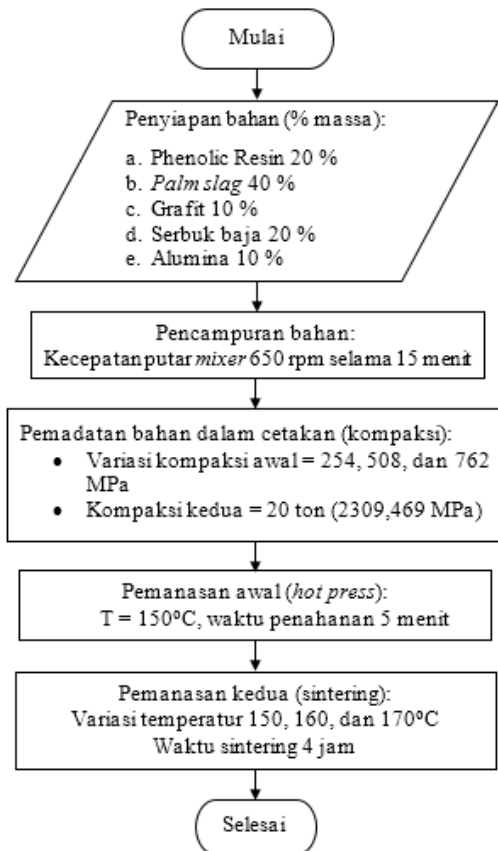 Mulai
Penyiapan bahan (% massa):
a. Phenolic Resin 20 %
b. Palm slag 40 %
c. Grafit 10 %
d. Serbuk baja 20 %
e. Alumina 10 %
Pencampuran bahan:
Kecepatan putar mixer 650 rpm selama 15 menit
Pemadatan bahan dalam cetakan (kompaksi):
• Variasi kompaksi awal = 254, 508, dan 762
MPa
• Kompaksi kedua = 20 ton (2309,469 MPa)
Pemanasan awal (hot press):
T = 150⁰C, waktu penahanan 5 menit
Pemanasan kedua (sintering):
Variasi temperatur 150, 160, dan 170⁰C
Waktu sintering 4 jam
Selesai